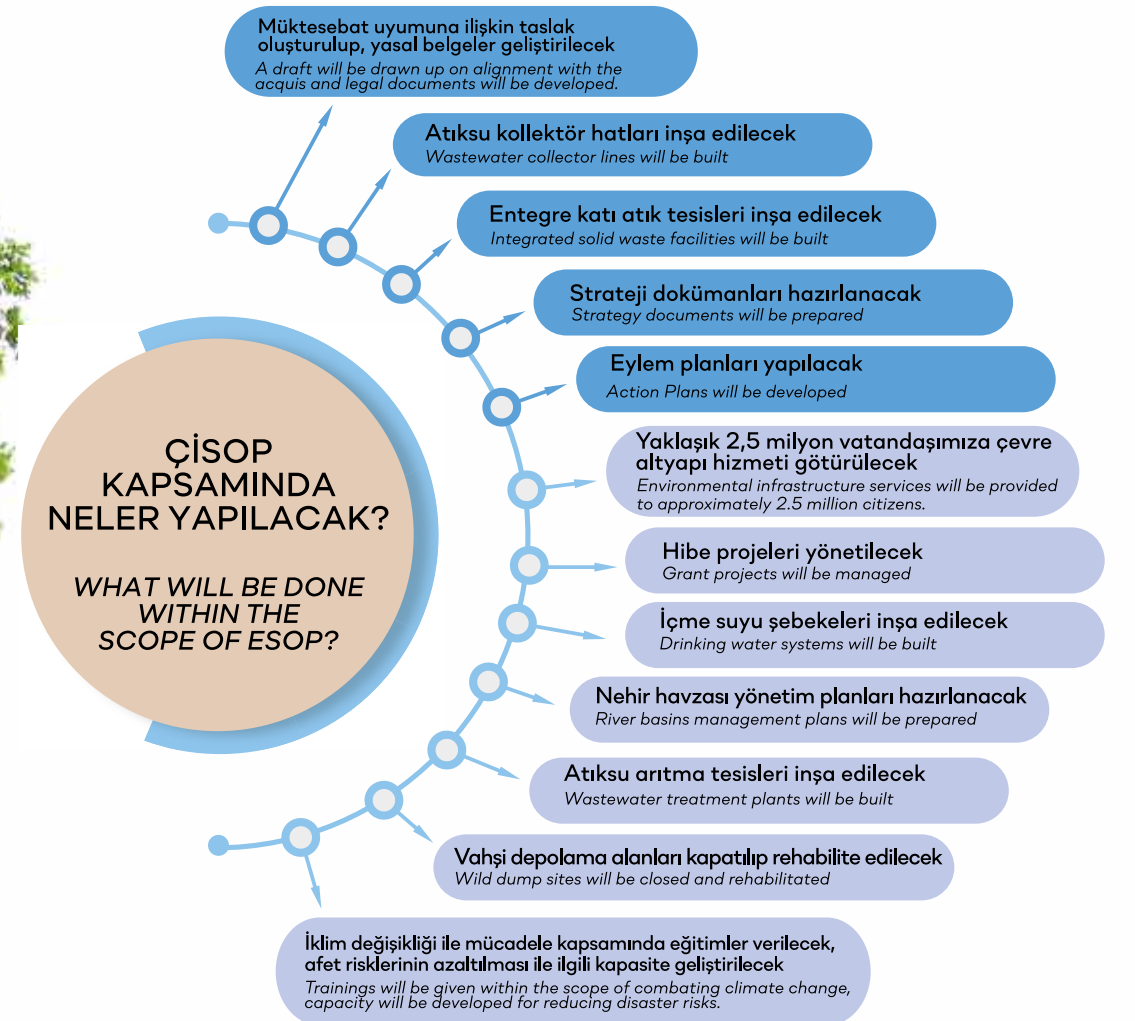 Müktesebat uyumuna ilişkin taslak
oluşturulup, yasal belgeler geliştirilecek
A draft will be drawn up on alignment with the
acquis and legal documents will be developed.
Atıksu kollektör hatları inşa edilecek
Wastewater collector lines will be built
Entegre katı atık tesisleri inşa edilecek
Integrated solid waste facilities will be built
Strateji dokümanları hazırlanacak
Strategy documents will be prepared
Eylem planları yapılacak
Action Plans will be developed
ÇİSOP
KAPSAMINDA
NELER YAPILACAK?
WHAT WILL BE DONE
WITHIN THE
SCOPE OF ESOP?
Yaklaşık 2,5 milyon vatandaşımıza çevre
altyapı hizmeti götürülecek
Environmental infrastructure services will be provided
to approximately 2.5 million citizens.
Hibe projeleri yönetilecek
Grant projects will be managed
İçme suyu şebekeleri inşa edilecek
Drinking water systems will be built
Nehir havzası yönetim planları hazırlanacak
River basins management plans will be prepared
Atıksu arıtma tesisleri inşa edilecek
Wastewater treatment plants will be built
Vahşi depolama alanları kapatılıp rehabilite edilecek
Wild dump sites will be closed and rehabilitated
İklim değişikliği ile mücadele kapsamında eğitimler verilecek,
afet risklerinin azaltılması ile ilgili kapasite geliştirilecek
Trainings will be given within the scope of combating climate change,
capacity will be developed for reducing disaster risks.